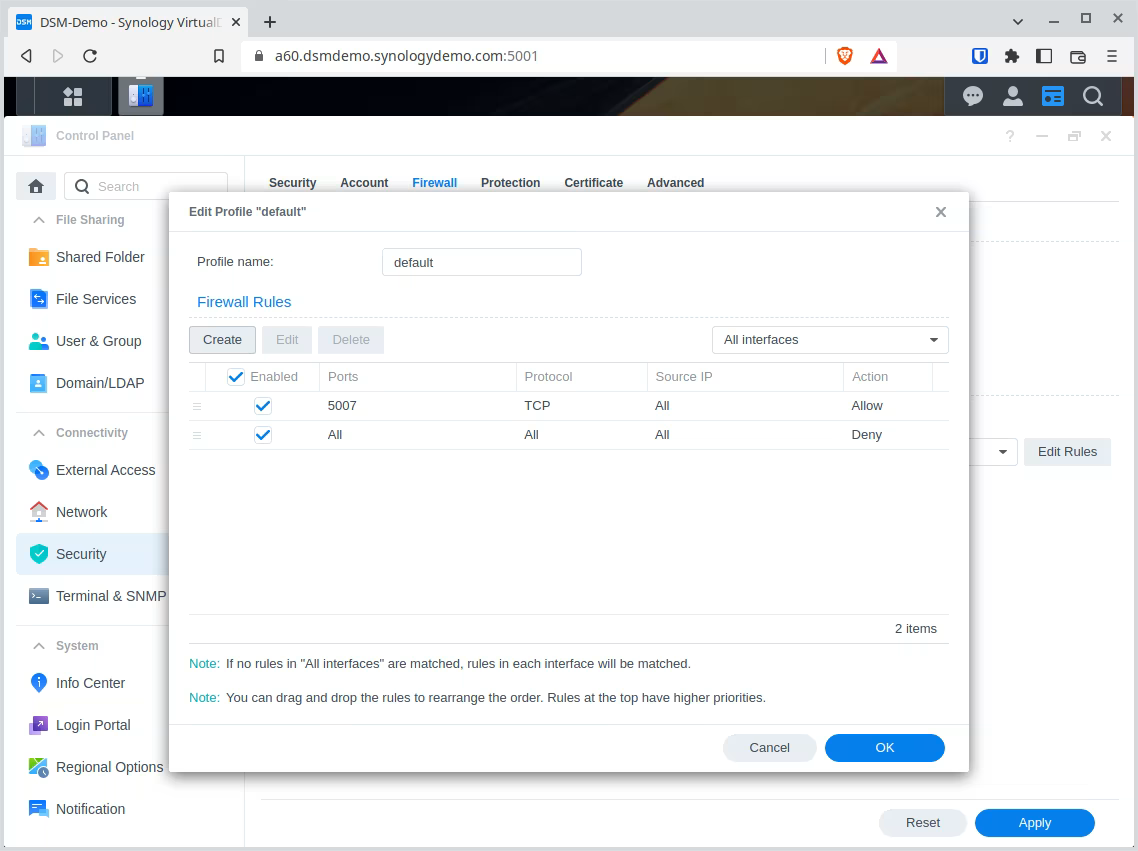 DSM
DSM-Demo - Synology VirtualD
a60.dsmdemo.synologydemo.com:5001
Control Panel
Search
Security Account Firewall Protection Certificate Advanced
File Sharing
Shared Folder
File Services
User & Group
Domain/LDAP
Connectivity
External Access
Network
Security
Terminal & SNMP
System
Info Center
Login Portal
Regional Options
Notification
Edit Profile "default"
Profile name: default
Firewall Rules
Create Edit Delete All interfaces
Enabled Ports Protocol Source IP Action
5007 TCP All Allow
All All All Deny
2 items
Note: If no rules in "All interfaces" are matched, rules in each interface will be matched.
Note: You can drag and drop the rules to rearrange the order. Rules at the top have higher priorities.
Cancel OK
Edit Rules
Reset Apply